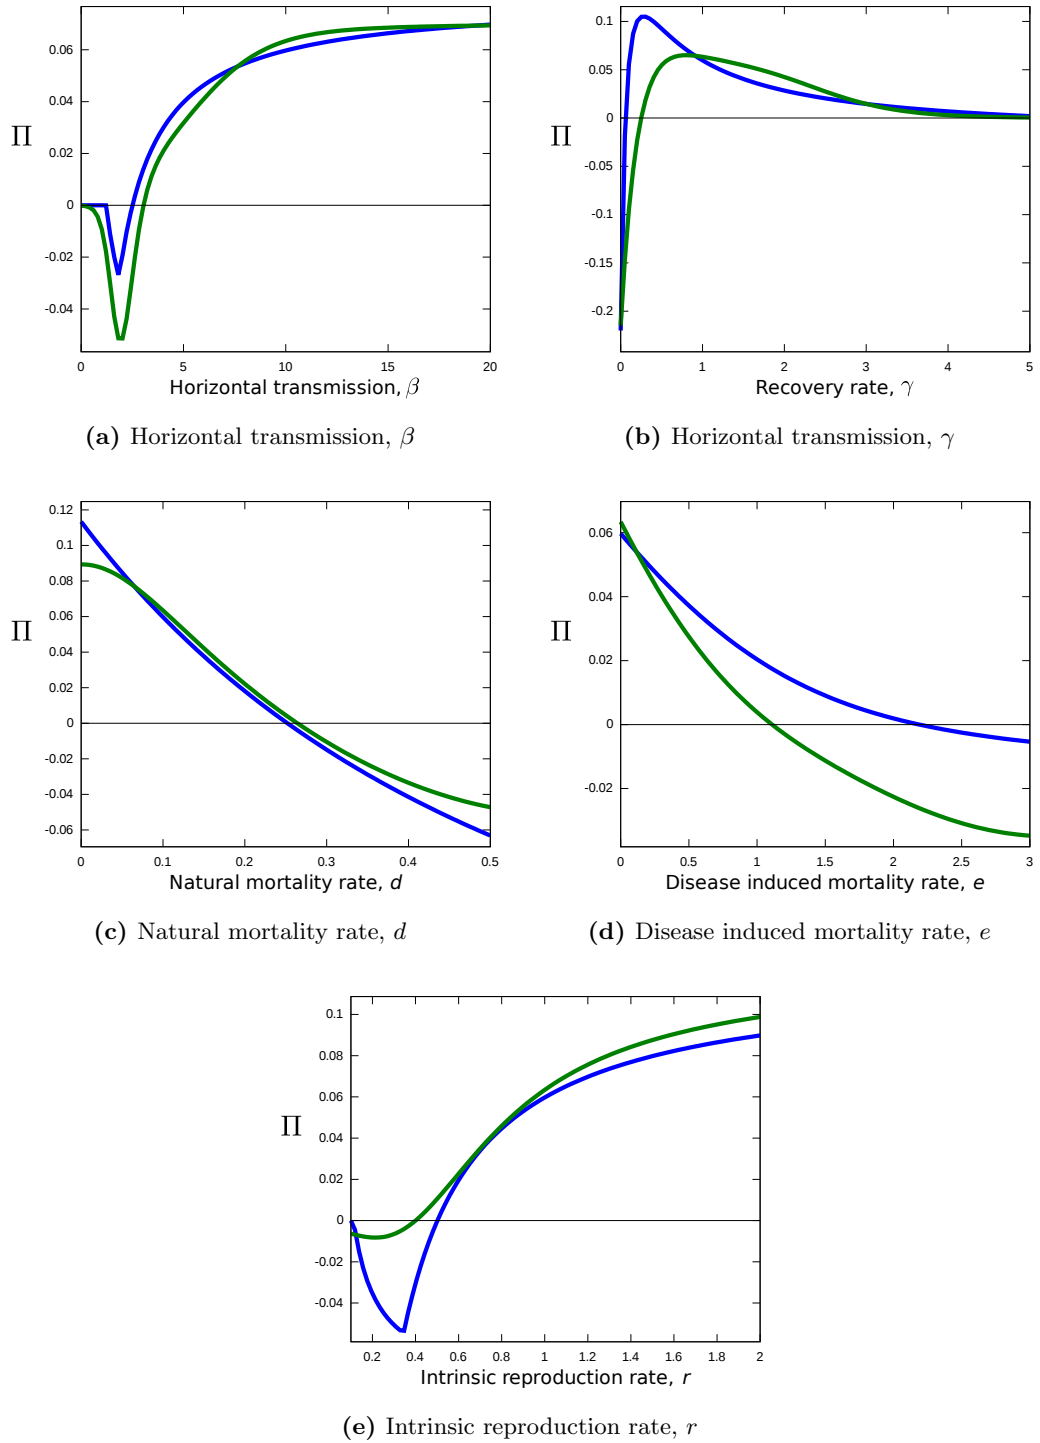 0.06
0.04
0.02
0
-0.02
-0.04
Π
0 5 10 15 20
Horizontal transmission, β
(a) Horizontal transmission, β
0.1
0.05
0
-0.05
-0.1
-0.15
-0.2
Π
0 1 2 3 4 5
Recovery rate, γ
(b) Horizontal transmission, γ
0.12
0.1
0.08
0.06
0.04
0.02
0
-0.02
-0.04
-0.06
Π
0 0.1 0.2 0.3 0.4 0.5
Natural mortality rate, d
(c) Natural mortality rate, d
0.06
0.04
0.02
0
-0.02
Π
0 0.5 1 1.5 2 2.5 3
Disease induced mortality rate, e
(d) Disease induced mortality rate, e
0.1
0.08
0.06
0.04
0.02
0
-0.02
-0.04
Π
0.2 0.4 0.6 0.8 1 1.2 1.4 1.6 1.8 2
Intrinsic reproduction rate, r
(e) Intrinsic reproduction rate, r